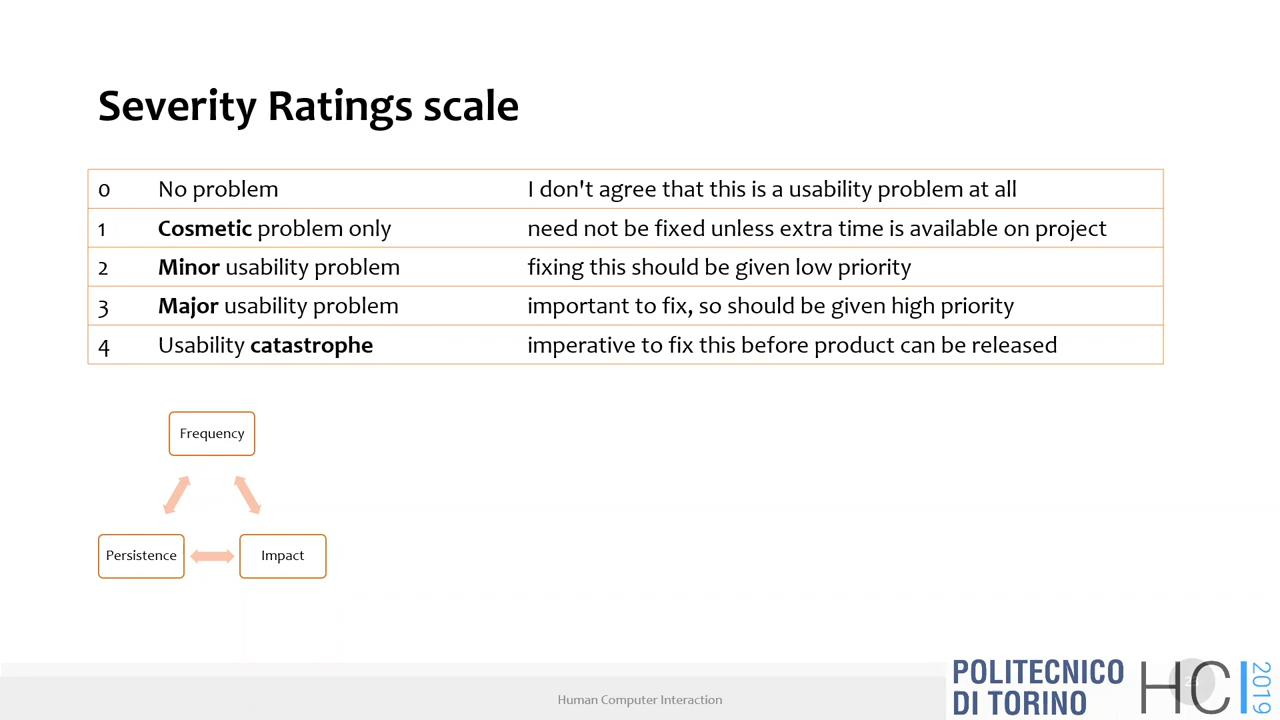 Severity Ratings scale
0 No problem I don't agree that this is a usability problem at all
1 Cosmetic problem only need not be fixed unless extra time is available on project
2 Minor usability problem fixing this should be given low priority
3 Major usability problem important to fix, so should be given high priority
4 Usability catastrophe imperative to fix this before product can be released
Frequency
Persistence Impact
Human Computer Interaction
POLITECNICO
DI TORINO
HCI
2019